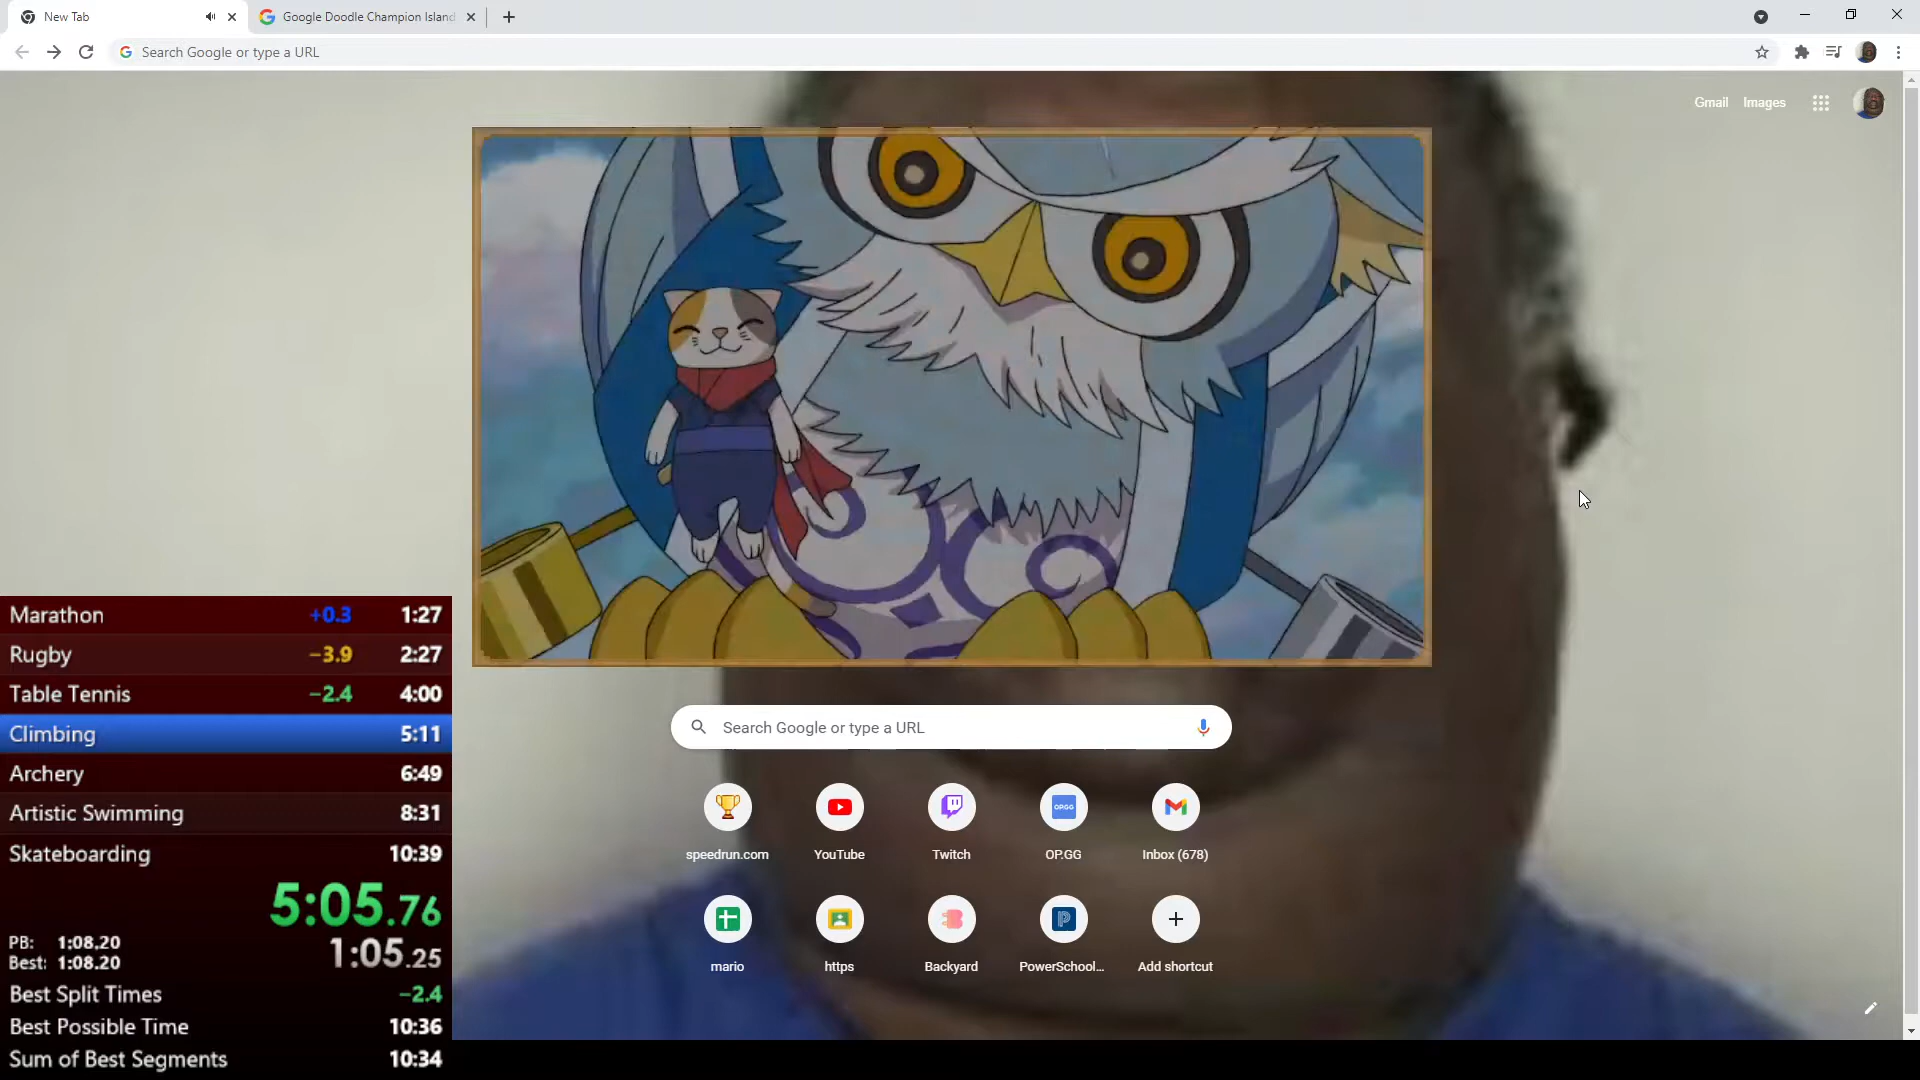 New Tab
Google Doodle Champion Island
Search Google or type a URL
Gmail Images
Marathon +0.3 1:27
Rugby −3.9 2:27
Table Tennis −2.4 4:00
Climbing 5:11
Archery 6:49
Artistic Swimming 8:31
Skateboarding 10:39
5:05.76
PB: 1:08.20
Best: 1:08.20
1:05.25
Best Split Times −2.4
Best Possible Time 10:36
Sum of Best Segments 10:34
Search Google or type a URL
OP.GG
speedrun.com YouTube Twitch OP.GG Inbox (678)
mario https Backyard PowerSchool... Add shortcut